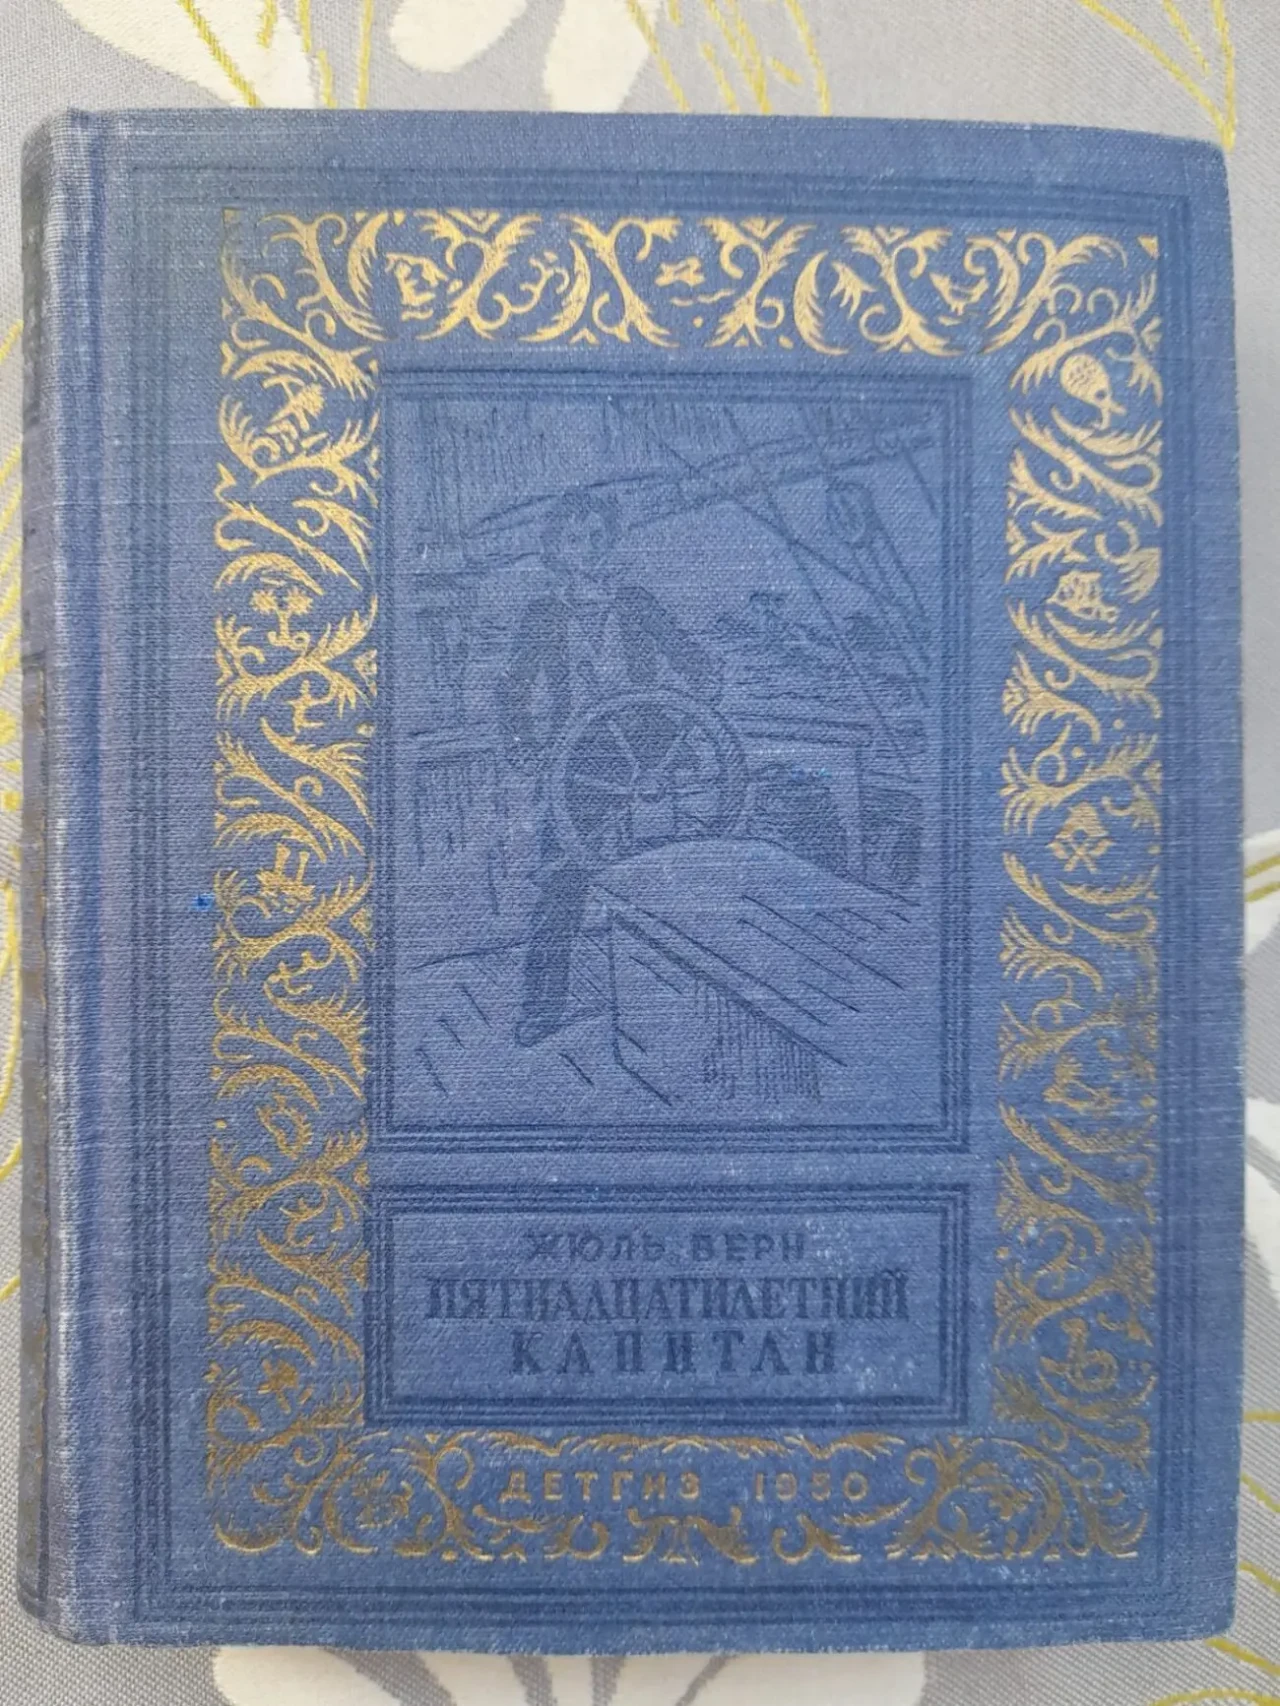 ЖЮЛЬ ВЕРН
ПЯТНАДЦАТИЛЕТНИЙ
КАПИТАН
ДЕТГИЗ 1950